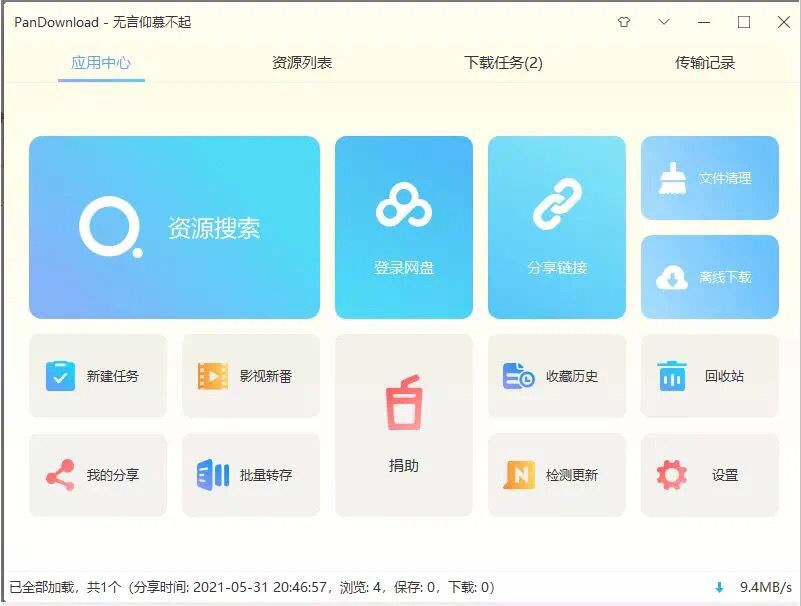 PanDownload - 无言仰慕不起
应用中心 资源列表 下载任务(2) 传输记录
资源搜索
登录网盘
分享链接
文件清理
离线下载
新建任务
影视新番
捐助
收藏历史
回收站
我的分享
批量转存
检测更新
设置
已全部加载，共1个（分享时间: 2021-05-31 20:46:57，浏览: 4，保存: 0，下载: 0）
9.4MB/s